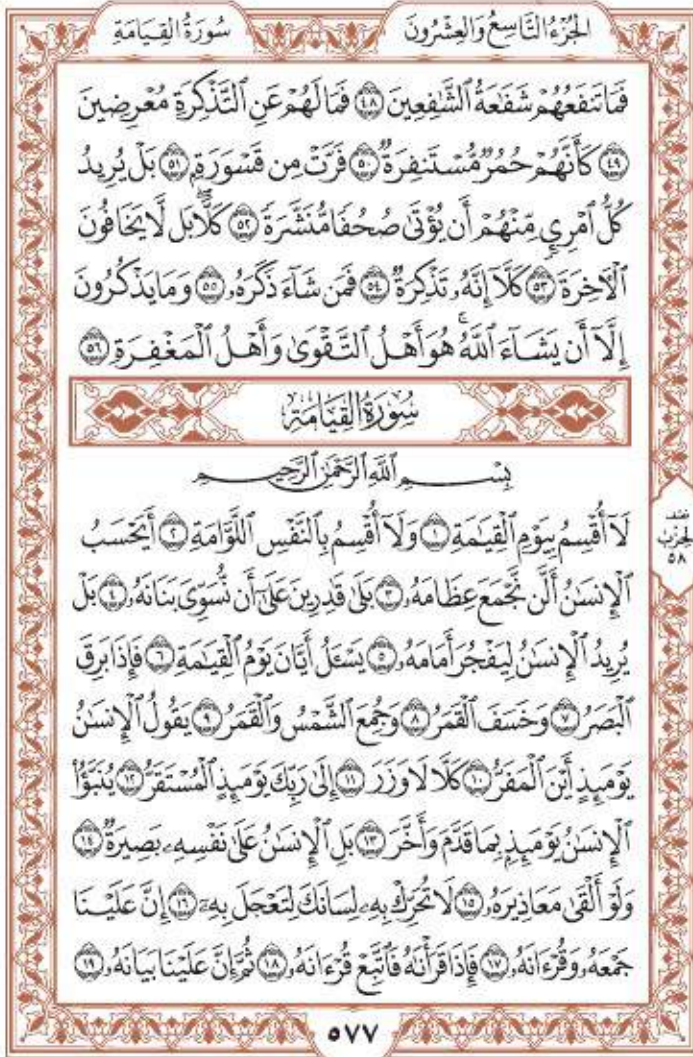 الجُزْءُ التَّاسِعُ وَالعِشْرُونَ سُورَةُ القِيَامَةِ
فَمَا تَنفَعُهُمْ شَفَٰعَةُ ٱلشَّٰفِعِينَ ٤٨ فَمَا لَهُمْ عَنِ ٱلتَّذْكِرَةِ مُعْرِضِينَ
٤٩ كَأَنَّهُمْ حُمُرٌ مُّسْتَنفِرَةٌ ٥٠ فَرَّتْ مِن قَسْوَرَةٍ ٥١ بَلْ يُرِيدُ
كُلُّ ٱمْرِئٍ مِّنْهُمْ أَن يُؤْتَىٰ صُحُفًا مُّنَشَّرَةً ٥٢ كَلَّا ۖ بَل لَّا يَخَافُونَ
ٱلْءَاخِرَةَ ٥٣ كَلَّآ إِنَّهُۥ تَذْكِرَةٌ ٥٤ فَمَن شَآءَ ذَكَرَهُۥ ٥٥ وَمَا يَذْكُرُونَ
إِلَّآ أَن يَشَآءَ ٱللَّهُ ۚ هُوَ أَهْلُ ٱلتَّقْوَىٰ وَأَهْلُ ٱلْمَغْفِرَةِ ٥٦
سُورَةُ القِيَامَةِ
بِسْمِ ٱللَّهِ ٱلرَّحْمَٰنِ ٱلرَّحِيمِ
لَآ أُقْسِمُ بِيَوْمِ ٱلْقِيَٰمَةِ ١ وَلَآ أُقْسِمُ بِٱلنَّفْسِ ٱللَّوَّامَةِ ٢ أَيَحْسَبُ
ٱلْإِنسَٰنُ أَلَّن نَّجْمَعَ عِظَامَهُۥ ٣ بَلَىٰ قَٰدِرِينَ عَلَىٰٓ أَن نُّسَوِّىَ بَنَانَهُۥ ٤ بَلْ
يُرِيدُ ٱلْإِنسَٰنُ لِيَفْجُرَ أَمَامَهُۥ ٥ يَسْـَٔلُ أَيَّانَ يَوْمُ ٱلْقِيَٰمَةِ ٦ فَإِذَا بَرِقَ
ٱلْبَصَرُ ٧ وَخَسَفَ ٱلْقَمَرُ ٨ وَجُمِعَ ٱلشَّمْسُ وَٱلْقَمَرُ ٩ يَقُولُ ٱلْإِنسَٰنُ
يَوْمَئِذٍ أَيْنَ ٱلْمَفَرُّ ١٠ كَلَّا لَا وَزَرَ ١١ إِلَىٰ رَبِّكَ يَوْمَئِذٍ ٱلْمُسْتَقَرُّ ١٢ يُنَبَّؤُا۟
ٱلْإِنسَٰنُ يَوْمَئِذٍۭ بِمَا قَدَّمَ وَأَخَّرَ ١٣ بَلِ ٱلْإِنسَٰنُ عَلَىٰ نَفْسِهِۦ بَصِيرَةٌ ١٤
وَلَوْ أَلْقَىٰ مَعَاذِيرَهُۥ ١٥ لَا تُحَرِّكْ بِهِۦ لِسَانَكَ لِتَعْجَلَ بِهِۦٓ ١٦ إِنَّ عَلَيْنَا
جَمْعَهُۥ وَقُرْءَانَهُۥ ١٧ فَإِذَا قَرَأْنَٰهُ فَٱتَّبِعْ قُرْءَانَهُۥ ١٨ ثُمَّ إِنَّ عَلَيْنَا بَيَانَهُۥ ١٩
نصف
الحزب
٥٨
٥٧٧